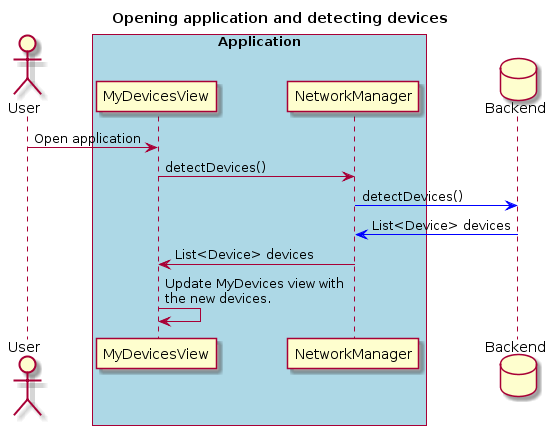 Opening application and detecting devices
Application
User
MyDevicesView
NetworkManager
Backend
Open application
detectDevices()
detectDevices()
List<Device> devices
List<Device> devices
Update MyDevices view with
the new devices.
User
MyDevicesView
NetworkManager
Backend